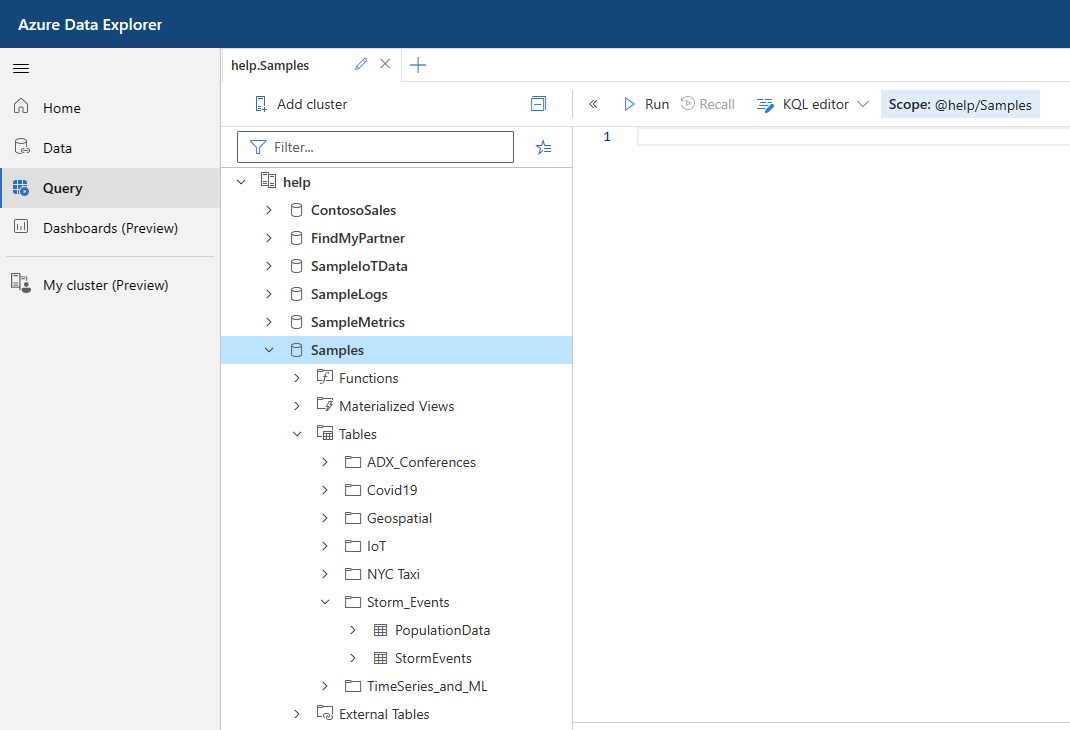 Azure Data Explorer
help.Samples
Home
Data
Query
Dashboards (Preview)
My cluster (Preview)
Add cluster
Run
Recall
KQL editor
Scope: @help/Samples
Filter...
1
help
ContosoSales
FindMyPartner
SampleIoTData
SampleLogs
SampleMetrics
Samples
Functions
Materialized Views
Tables
ADX_Conferences
Covid19
Geospatial
IoT
NYC Taxi
Storm_Events
PopulationData
StormEvents
TimeSeries_and_ML
External Tables